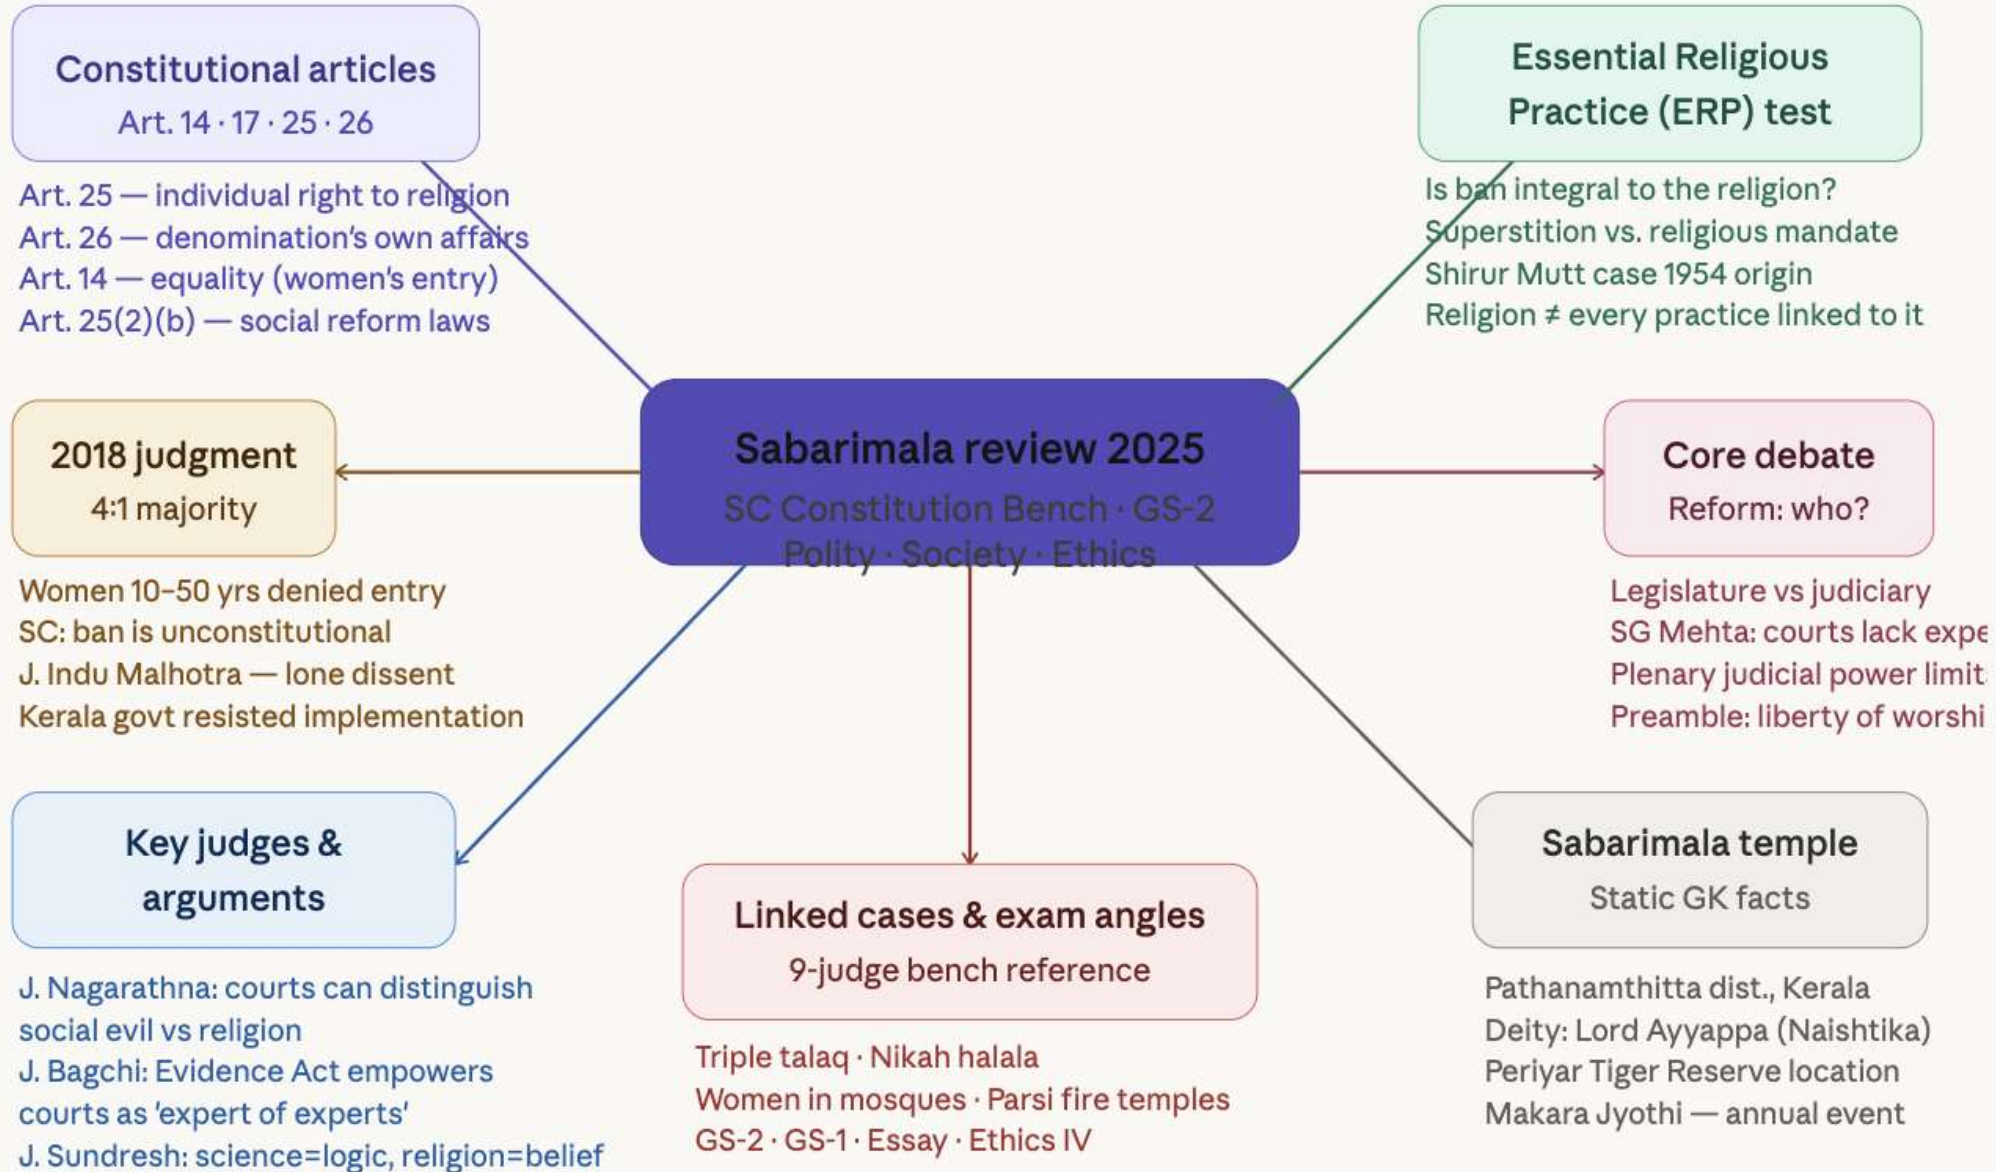 Constitutional articles
Art. 14 · 17 · 25 · 26
Art. 25 — individual right to religion
Art. 26 — denomination's own affairs
Art. 14 — equality (women's entry)
Art. 25(2)(b) — social reform laws
Essential Religious
Practice (ERP) test
Is ban integral to the religion?
Superstition vs. religious mandate
Shirur Mutt case 1954 origin
Religion ≠ every practice linked to it
Sabarimala review 2025
SC Constitution Bench · GS-2
Polity · Society · Ethics
2018 judgment
4:1 majority
Women 10–50 yrs denied entry
SC: ban is unconstitutional
J. Indu Malhotra — lone dissent
Kerala govt resisted implementation
Core debate
Reform: who?
Legislature vs judiciary
SG Mehta: courts lack expe
Plenary judicial power limit
Preamble: liberty of worshi
Key judges &
arguments
J. Nagarathna: courts can distinguish
social evil vs religion
J. Bagchi: Evidence Act empowers
courts as 'expert of experts'
J. Sundresh: science=logic, religion=belief
Linked cases & exam angles
9-judge bench reference
Triple talaq · Nikah halala
Women in mosques · Parsi fire temples
GS-2 · GS-1 · Essay · Ethics IV
Sabarimala temple
Static GK facts
Pathanamthitta dist., Kerala
Deity: Lord Ayyappa (Naishtika)
Periyar Tiger Reserve location
Makara Jyothi — annual event